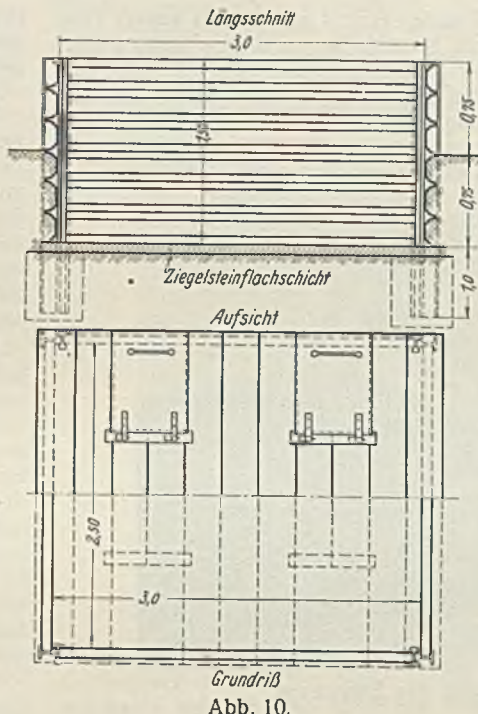 Längsschnitt
3,0
1,50
0,75
0,75
1,0
Ziegelsteinflachschicht
Aufsicht
2,50
3,0
Grundriß
Abb. 10.